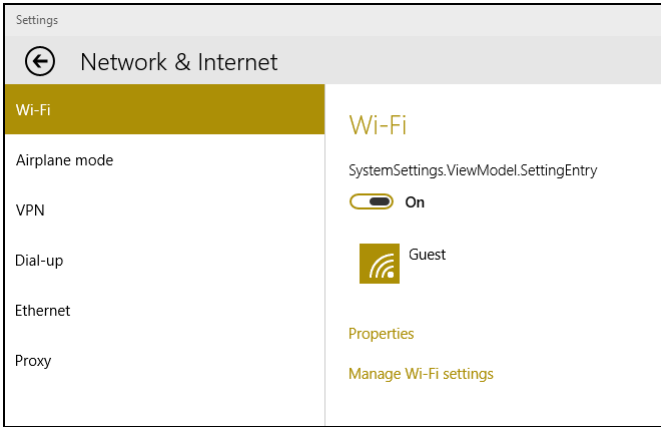 Settings
Network & Internet
Wi-Fi
Airplane mode
VPN
Dial-up
Ethernet
Proxy
Wi-Fi
SystemSettings.ViewModel.SettingEntry
On
Guest
Properties
Manage Wi-Fi settings